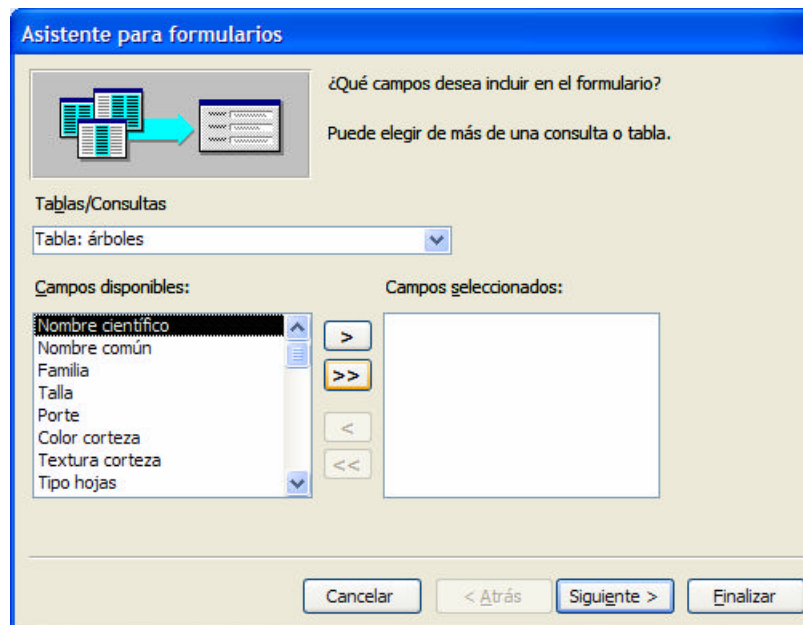 Asistente para formularios
¿Qué campos desea incluir en el formulario?
Puede elegir de más de una consulta o tabla.
Tablas/Consultas
Tabla: árboles
Campos disponibles:
Campos seleccionados:
Nombre científico
Nombre común
Familia
Talla
Porte
Color corteza
Textura corteza
Tipo hojas
>
>>
<
<<
Cancelar
< Atrás
Siguiente >
Finalizar